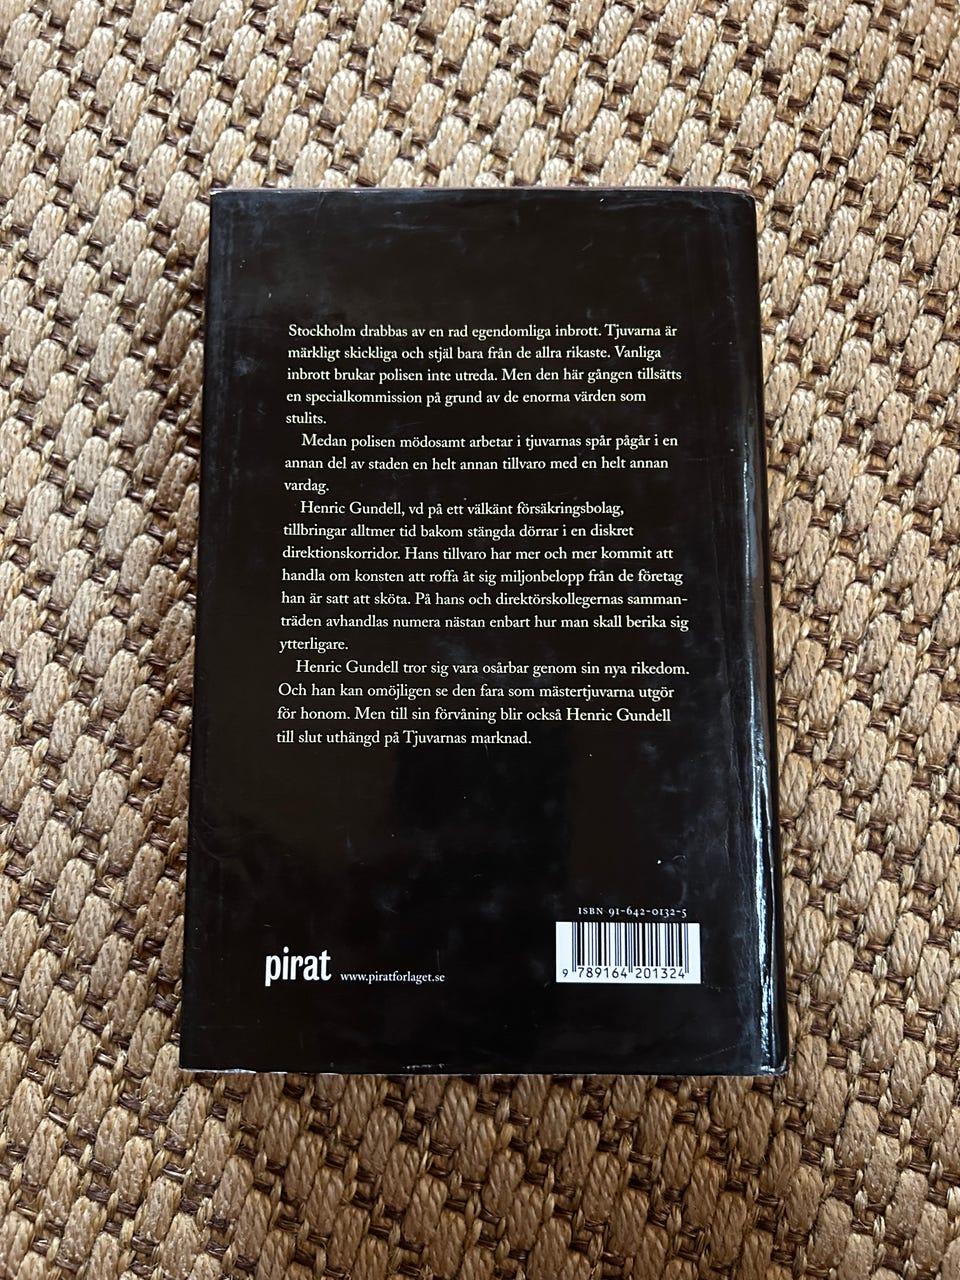 Stockholm drabbas av en rad egendomliga inbrott. Tjuvarna är
märkligt skickliga och stjäl bara från de allra rikaste. Vanliga
inbrott brukar polisen inte utreda. Men den här gången tillsätts
en specialkommission på grund av de enorma värden som
stulits.
Medan polisen mödosamt arbetar i tjuvarnas spår pågår i en
annan del av staden en helt annan tillvaro med en helt annan
vardag.
Henric Gundell, vd på ett välkänt försäkringsbolag,
tillbringar alltmer tid bakom stängda dörrar i en diskret
direktionskorridor. Hans tillvaro har mer och mer kommit att
handla om konsten att roffa åt sig miljonbelopp från de företag
han är satt att sköta. På hans och direktörskollegernas samman-
träden avhandlas numera nästan enbart hur man skall berika sig
ytterligare.
Henric Gundell tror sig vara osårbar genom sin nya rikedom.
Och han kan omöjligen se den fara som mästertjuvarna utgör
för honom. Men till sin förvåning blir också Henric Gundell
till slut uthängd på Tjuvarnas marknad.
ISBN 91-642-0132-5
9 789164 201324
pirat www.piratforlaget.se